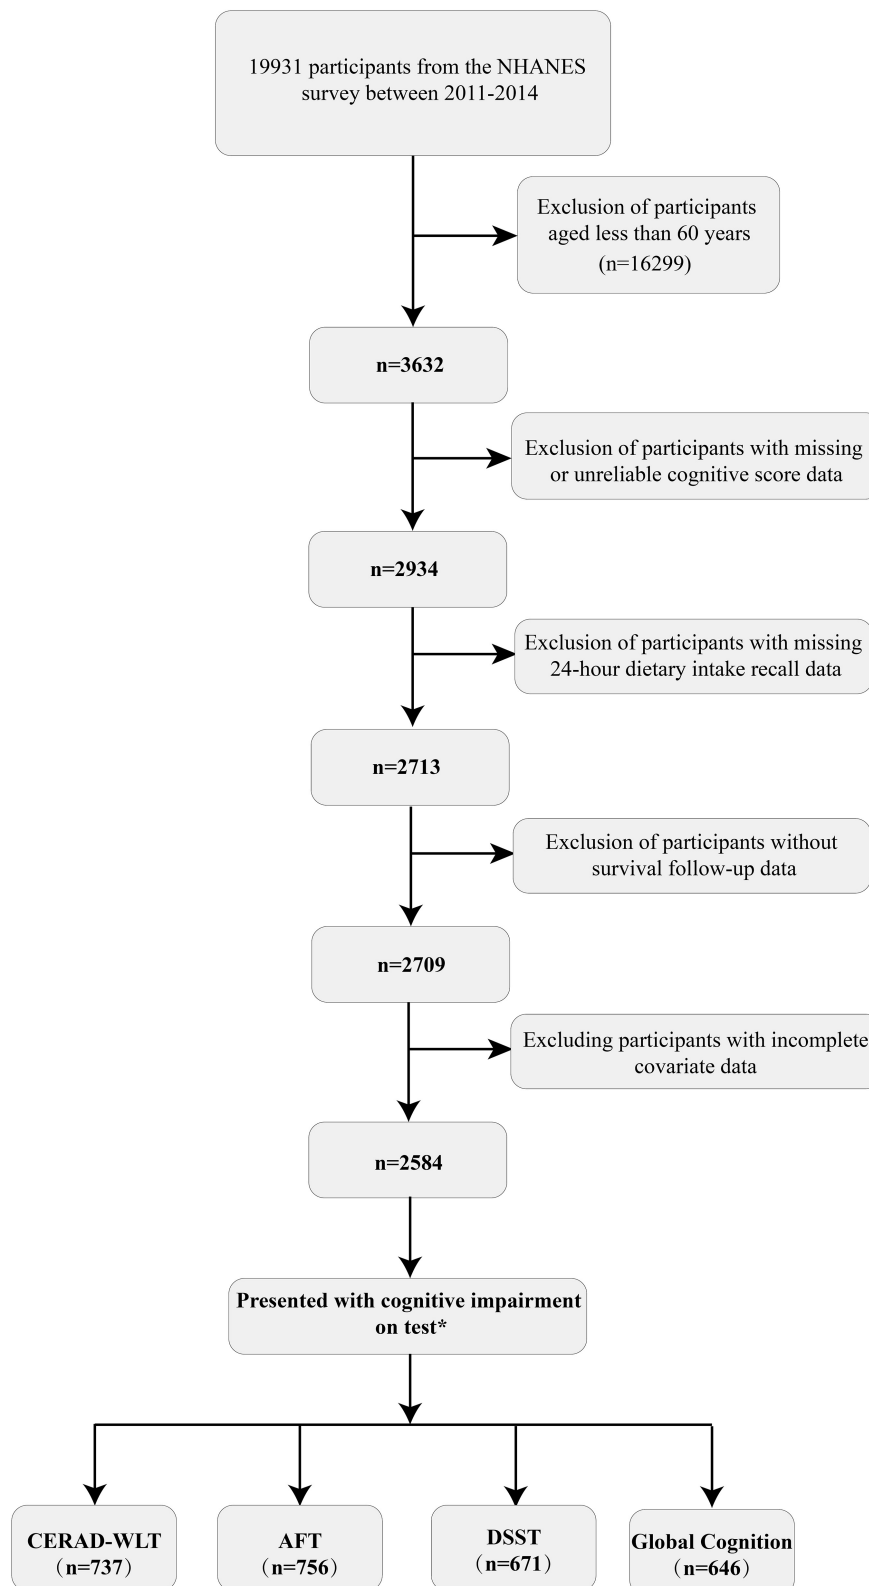 19931 participants from the NHANES
survey between 2011-2014
Exclusion of participants
aged less than 60 years
(n=16299)
n=3632
Exclusion of participants with missing
or unreliable cognitive score data
n=2934
Exclusion of participants with missing
24-hour dietary intake recall data
n=2713
Exclusion of participants without
survival follow-up data
n=2709
Excluding participants with incomplete
covariate data
n=2584
Presented with cognitive impairment
on test*
CERAD-WLT
（n=737）
AFT
（n=756）
DSST
（n=671）
Global Cognition
（n=646）